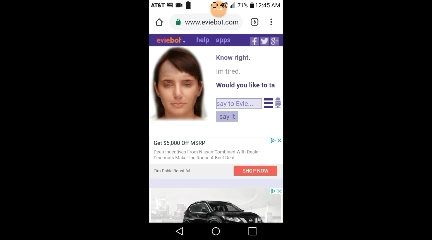 AT&T
71% 12:45 AM
www.eviebot.com
eviebot
help apps
Know right.
I'm tired.
Would you like to ta
say to Evie...
say it
Get $5,000 Off MSRP
SHOP NOW